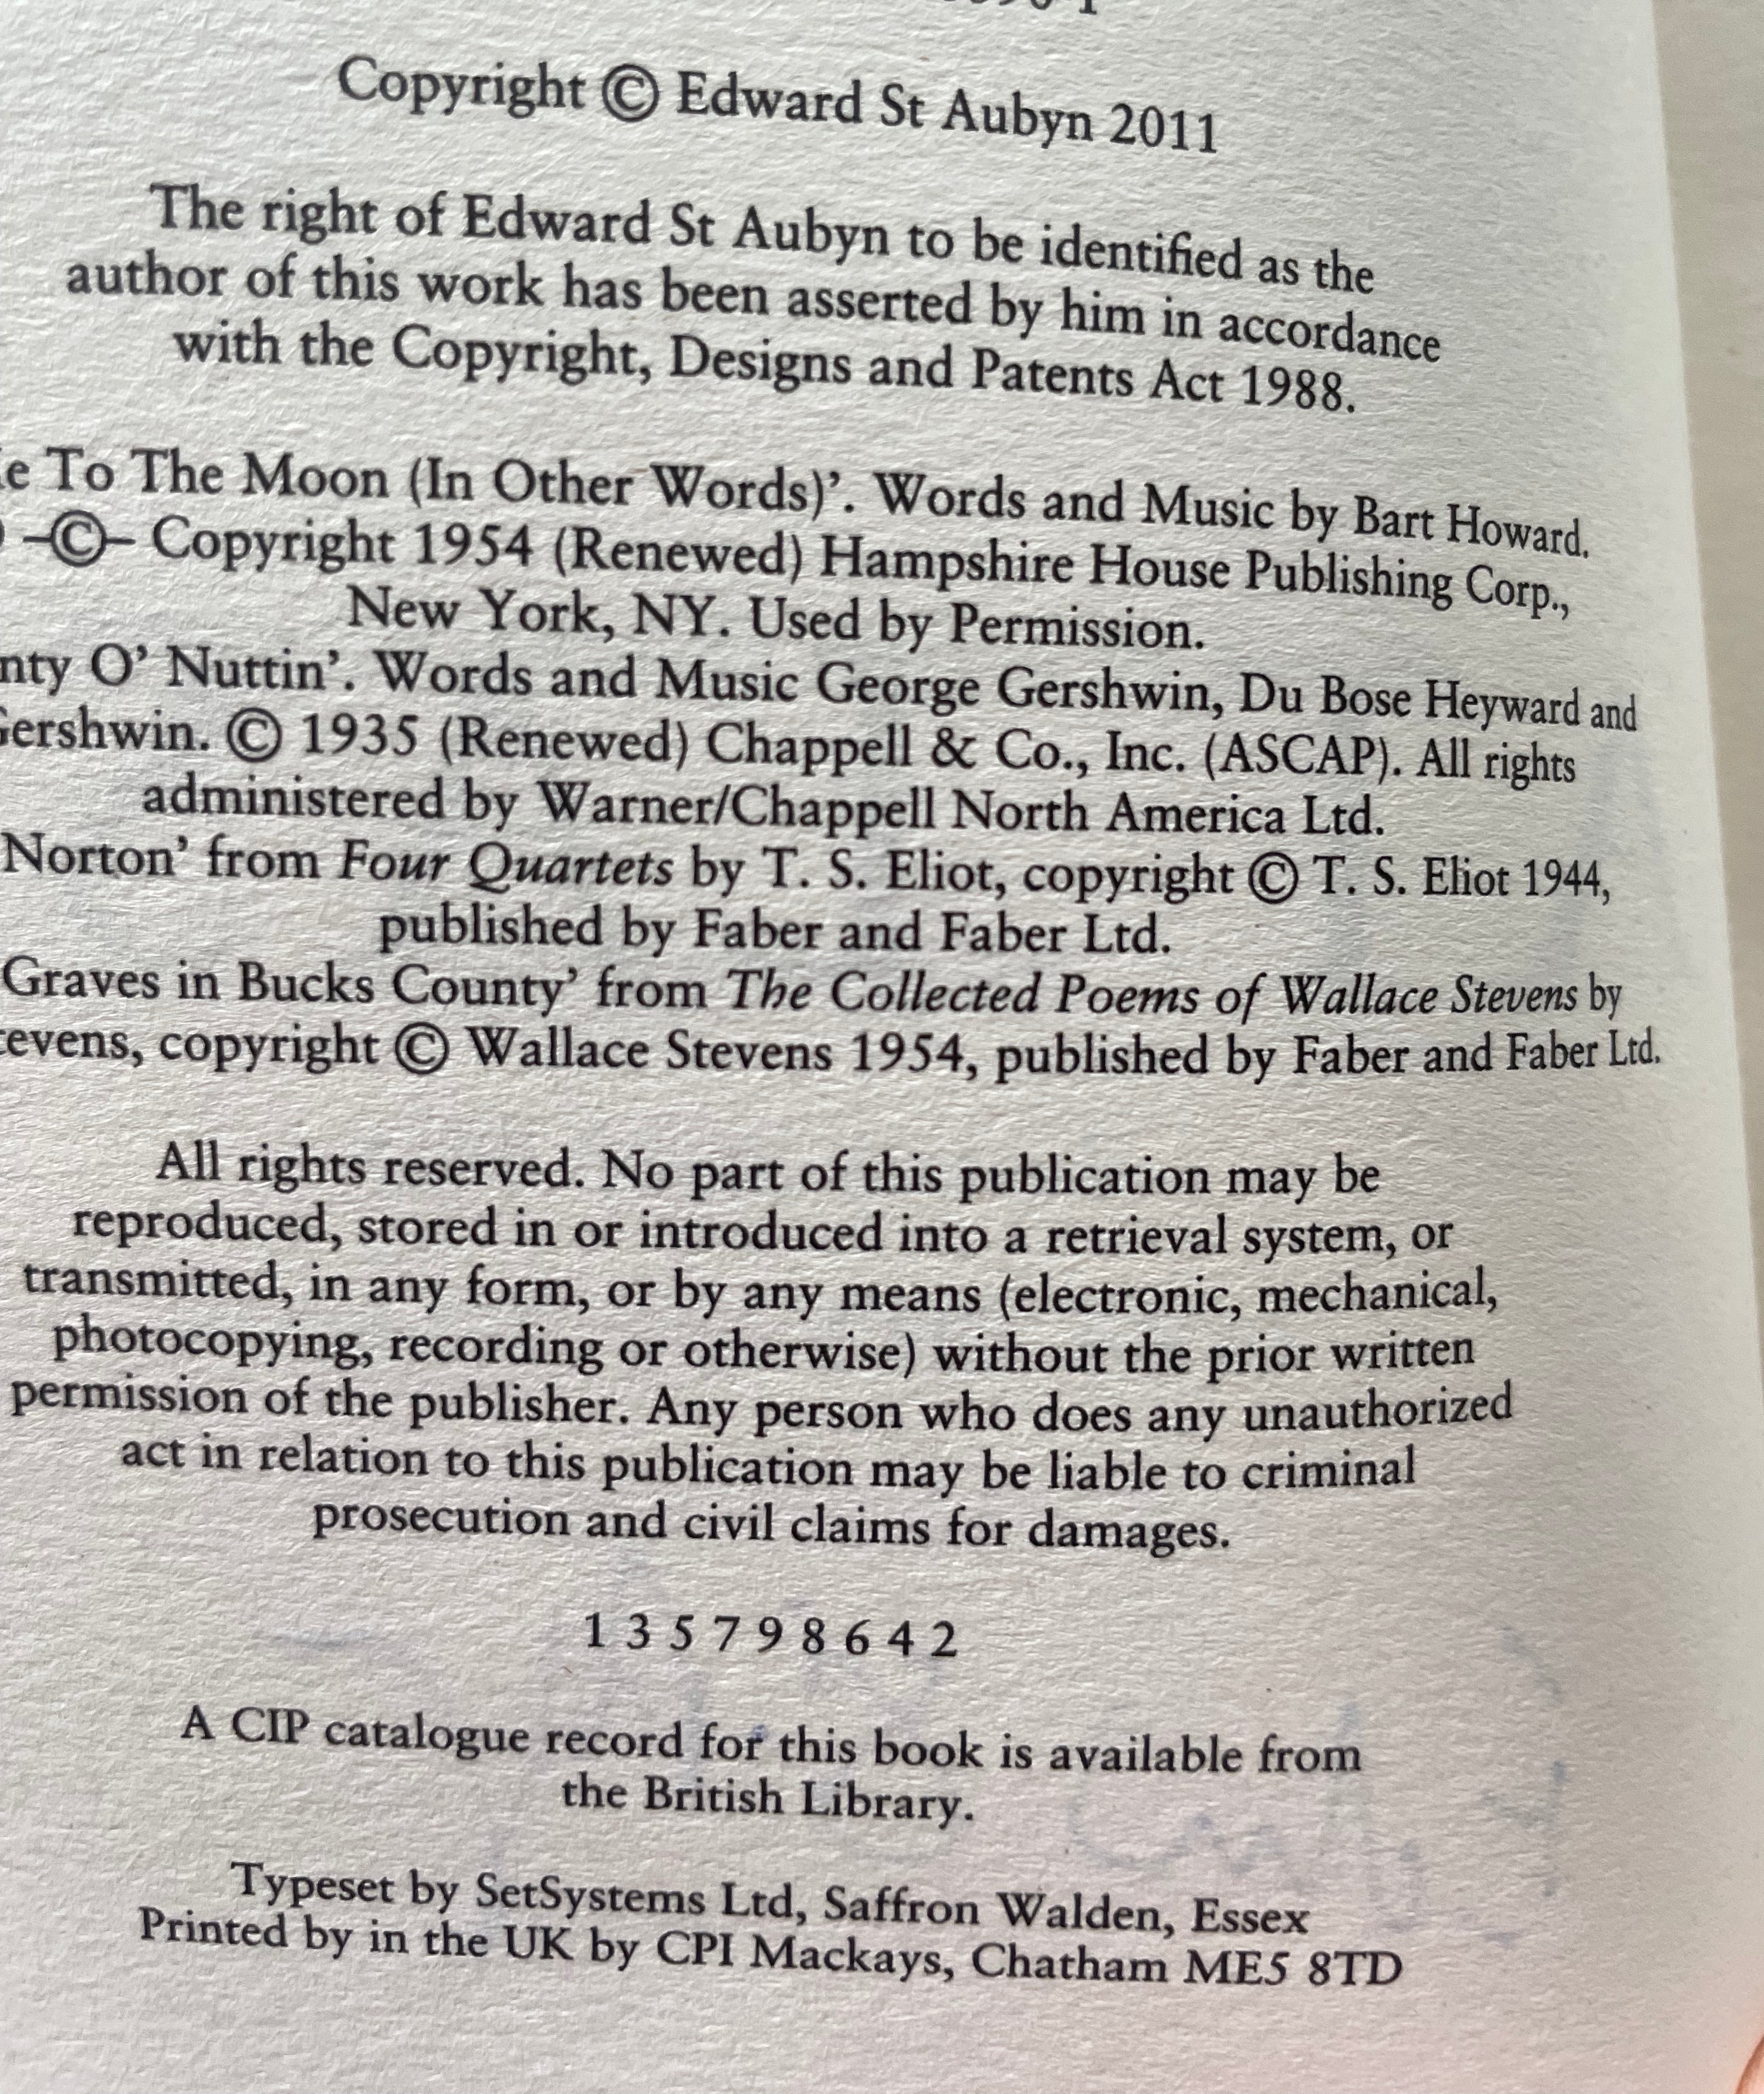 Copyright © Edward St Aubyn 2011
The right of Edward St Aubyn to be identified as the
author of this work has been asserted by him in accordance
with the Copyright, Designs and Patents Act 1988.
To The Moon (In Other Words)’. Words and Music by Bart Howard.
–©– Copyright 1954 (Renewed) Hampshire House Publishing Corp.,
New York, NY. Used by Permission.
nty O’ Nuttin’. Words and Music George Gershwin, Du Bose Heyward and
ershwin. © 1935 (Renewed) Chappell & Co., Inc. (ASCAP). All rights
administered by Warner/Chappell North America Ltd.
Norton’ from Four Quartets by T. S. Eliot, copyright © T. S. Eliot 1944,
published by Faber and Faber Ltd.
Graves in Bucks County’ from The Collected Poems of Wallace Stevens by
evens, copyright © Wallace Stevens 1954, published by Faber and Faber Ltd.
All rights reserved. No part of this publication may be
reproduced, stored in or introduced into a retrieval system, or
transmitted, in any form, or by any means (electronic, mechanical,
photocopying, recording or otherwise) without the prior written
permission of the publisher. Any person who does any unauthorized
act in relation to this publication may be liable to criminal
prosecution and civil claims for damages.
1 3 5 7 9 8 6 4 2
A CIP catalogue record for this book is available from
the British Library.
Typeset by SetSystems Ltd, Saffron Walden, Essex
Printed by in the UK by CPI Mackays, Chatham ME5 8TD